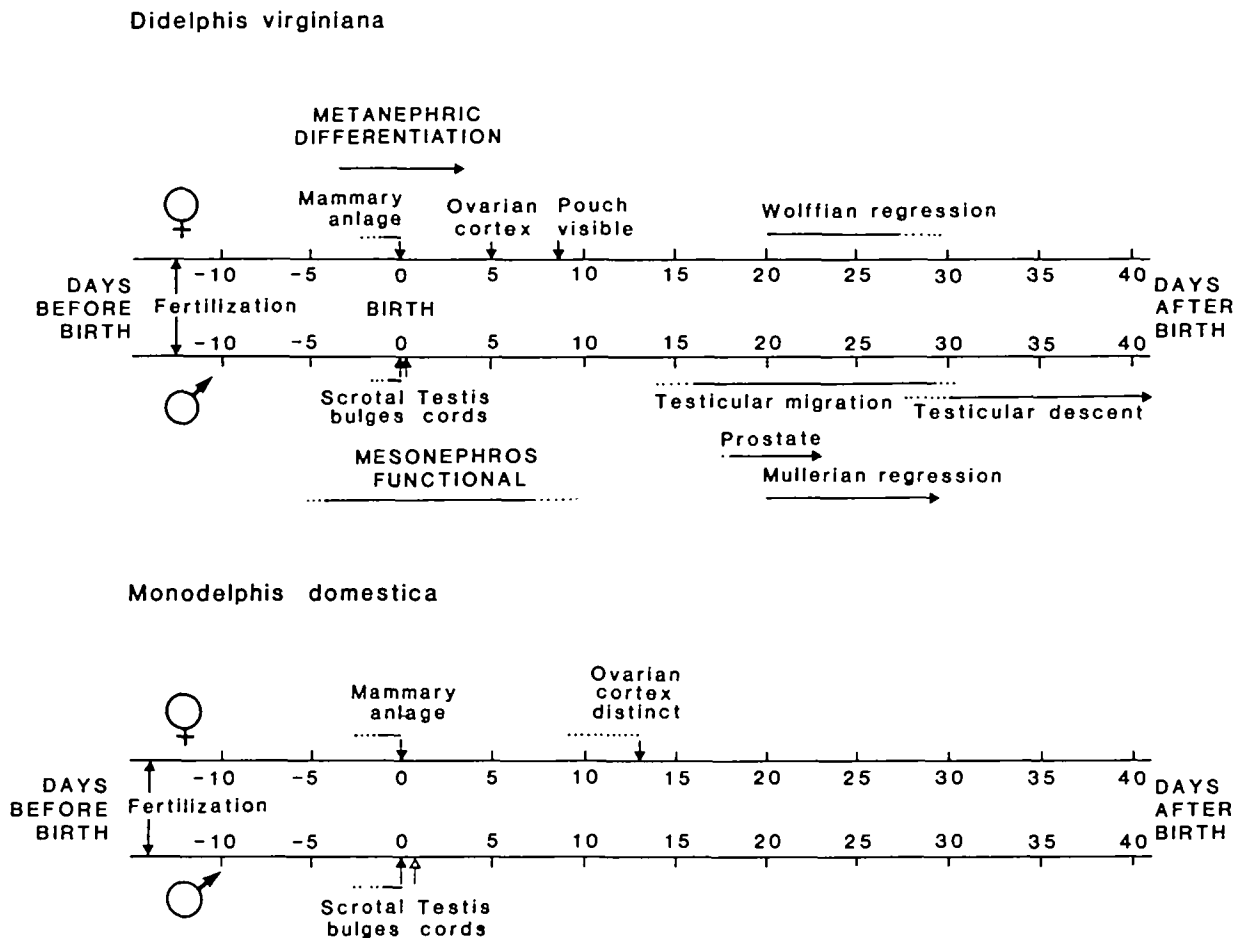 Didelphis virginiana
METANEPHRIC
DIFFERENTIATION
Mammary
anlage
Ovarian
cortex
Pouch
visible
Wolffian regression
♀
-10 -5 0 5 10 15 20 25 30 35 40
DAYS
BEFORE
BIRTH
Fertilization
BIRTH
DAYS
AFTER
BIRTH
-10 -5 0 5 10 15 20 25 30 35 40
♂
Scrotal Testis
bulges cords
Testicular migration
Testicular descent
MESONEPHROS
FUNCTIONAL
Prostate
Mullerian regression
Monodelphis domestica
Mammary
anlage
Ovarian
cortex
distinct
♀
-10 -5 0 5 10 15 20 25 30 35 40
DAYS
BEFORE
BIRTH
Fertilization
DAYS
AFTER
BIRTH
-10 -5 0 5 10 15 20 25 30 35 40
♂
Scrotal Testis
bulges cords